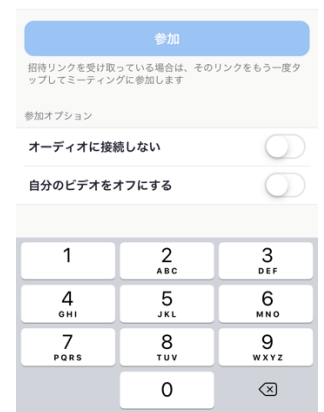 参加
招待リンクを受け取っている場合は、そのリンクをもう一度タ
ップしてミーティングに参加します
参加オプション
オーディオに接続しない
自分のビデオをオフにする
1 2 3
ABC DEF
4 5 6
GHI JKL MNO
7 8 9
PQRS TUV WXYZ
0